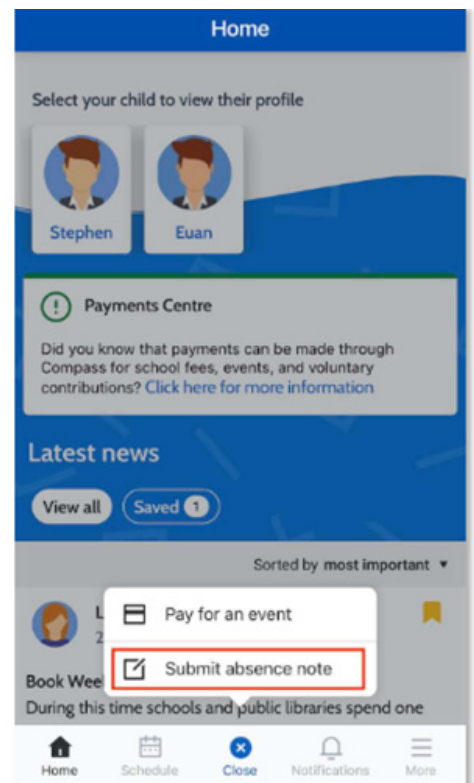 Home
Select your child to view their profile
Stephen
Euan
Payments Centre
Did you know that payments can be made through
Compass for school fees, events, and voluntary
contributions? Click here for more information
Latest news
View all
Saved 1
Sorted by most important
L
2
Pay for an event
Submit absence note
Book Wee
During this time schools and public libraries spend one
Home
Schedule
Close
Notifications
More